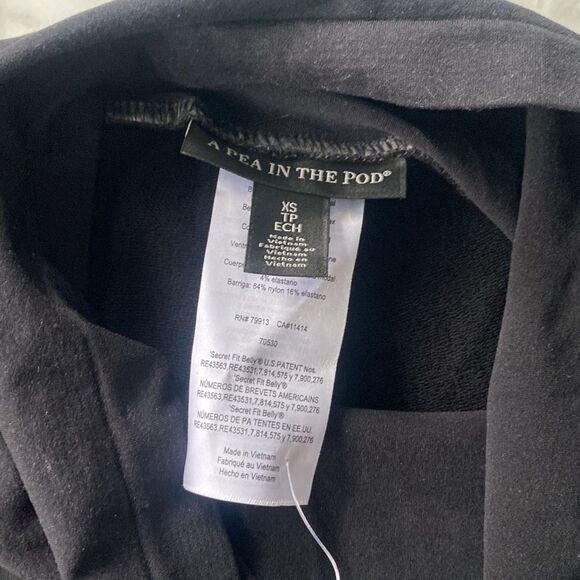 A PEA IN THE POD®
XS
TP
ECH
Made in
Vietnam
Fabriqué au
Vietnam
Hecho en
Vietnam
4% elastano
Barriga: 84% nylon 16% elastano
RN# 79913 CA#11414
70530
'Secret Fit Belly'® U.S.PATENT Nos.
RE43563,RE43531,7,814,575 y 7,900,276
'Secret Fit Belly'®
NÚMEROS DE BREVETS AMERICAINS
RE43563,RE43531,7,814,575 y 7,900,276
'Secret Fit Belly'®
NÚMEROS DE PATENTES EN EE.UU.
RE43563,RE43531,7,814,575 y 7,900,276
Made in Vietnam
Fabriqué au Vietnam
Hecho en Vietnam